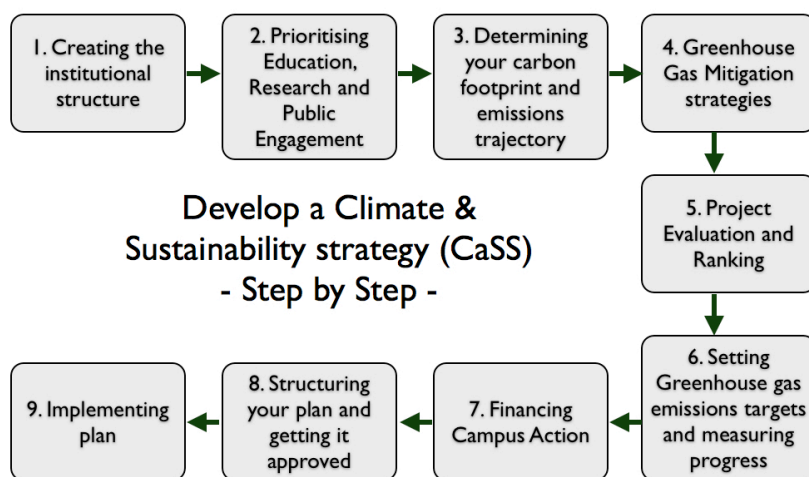 1. Creating the
institutional
structure
2. Prioritising
Education,
Research and
Public
Engagement
3. Determining
your carbon
footprint and
emissions
trajectory
4. Greenhouse
Gas Mitigation
strategies
5. Project
Evaluation and
Ranking
Develop a Climate &
Sustainability strategy (CaSS)
- Step by Step -
6. Setting
Greenhouse gas
emissions targets
and measuring
progress
7. Financing
Campus Action
8. Structuring
your plan and
getting it
approved
9. Implementing
plan